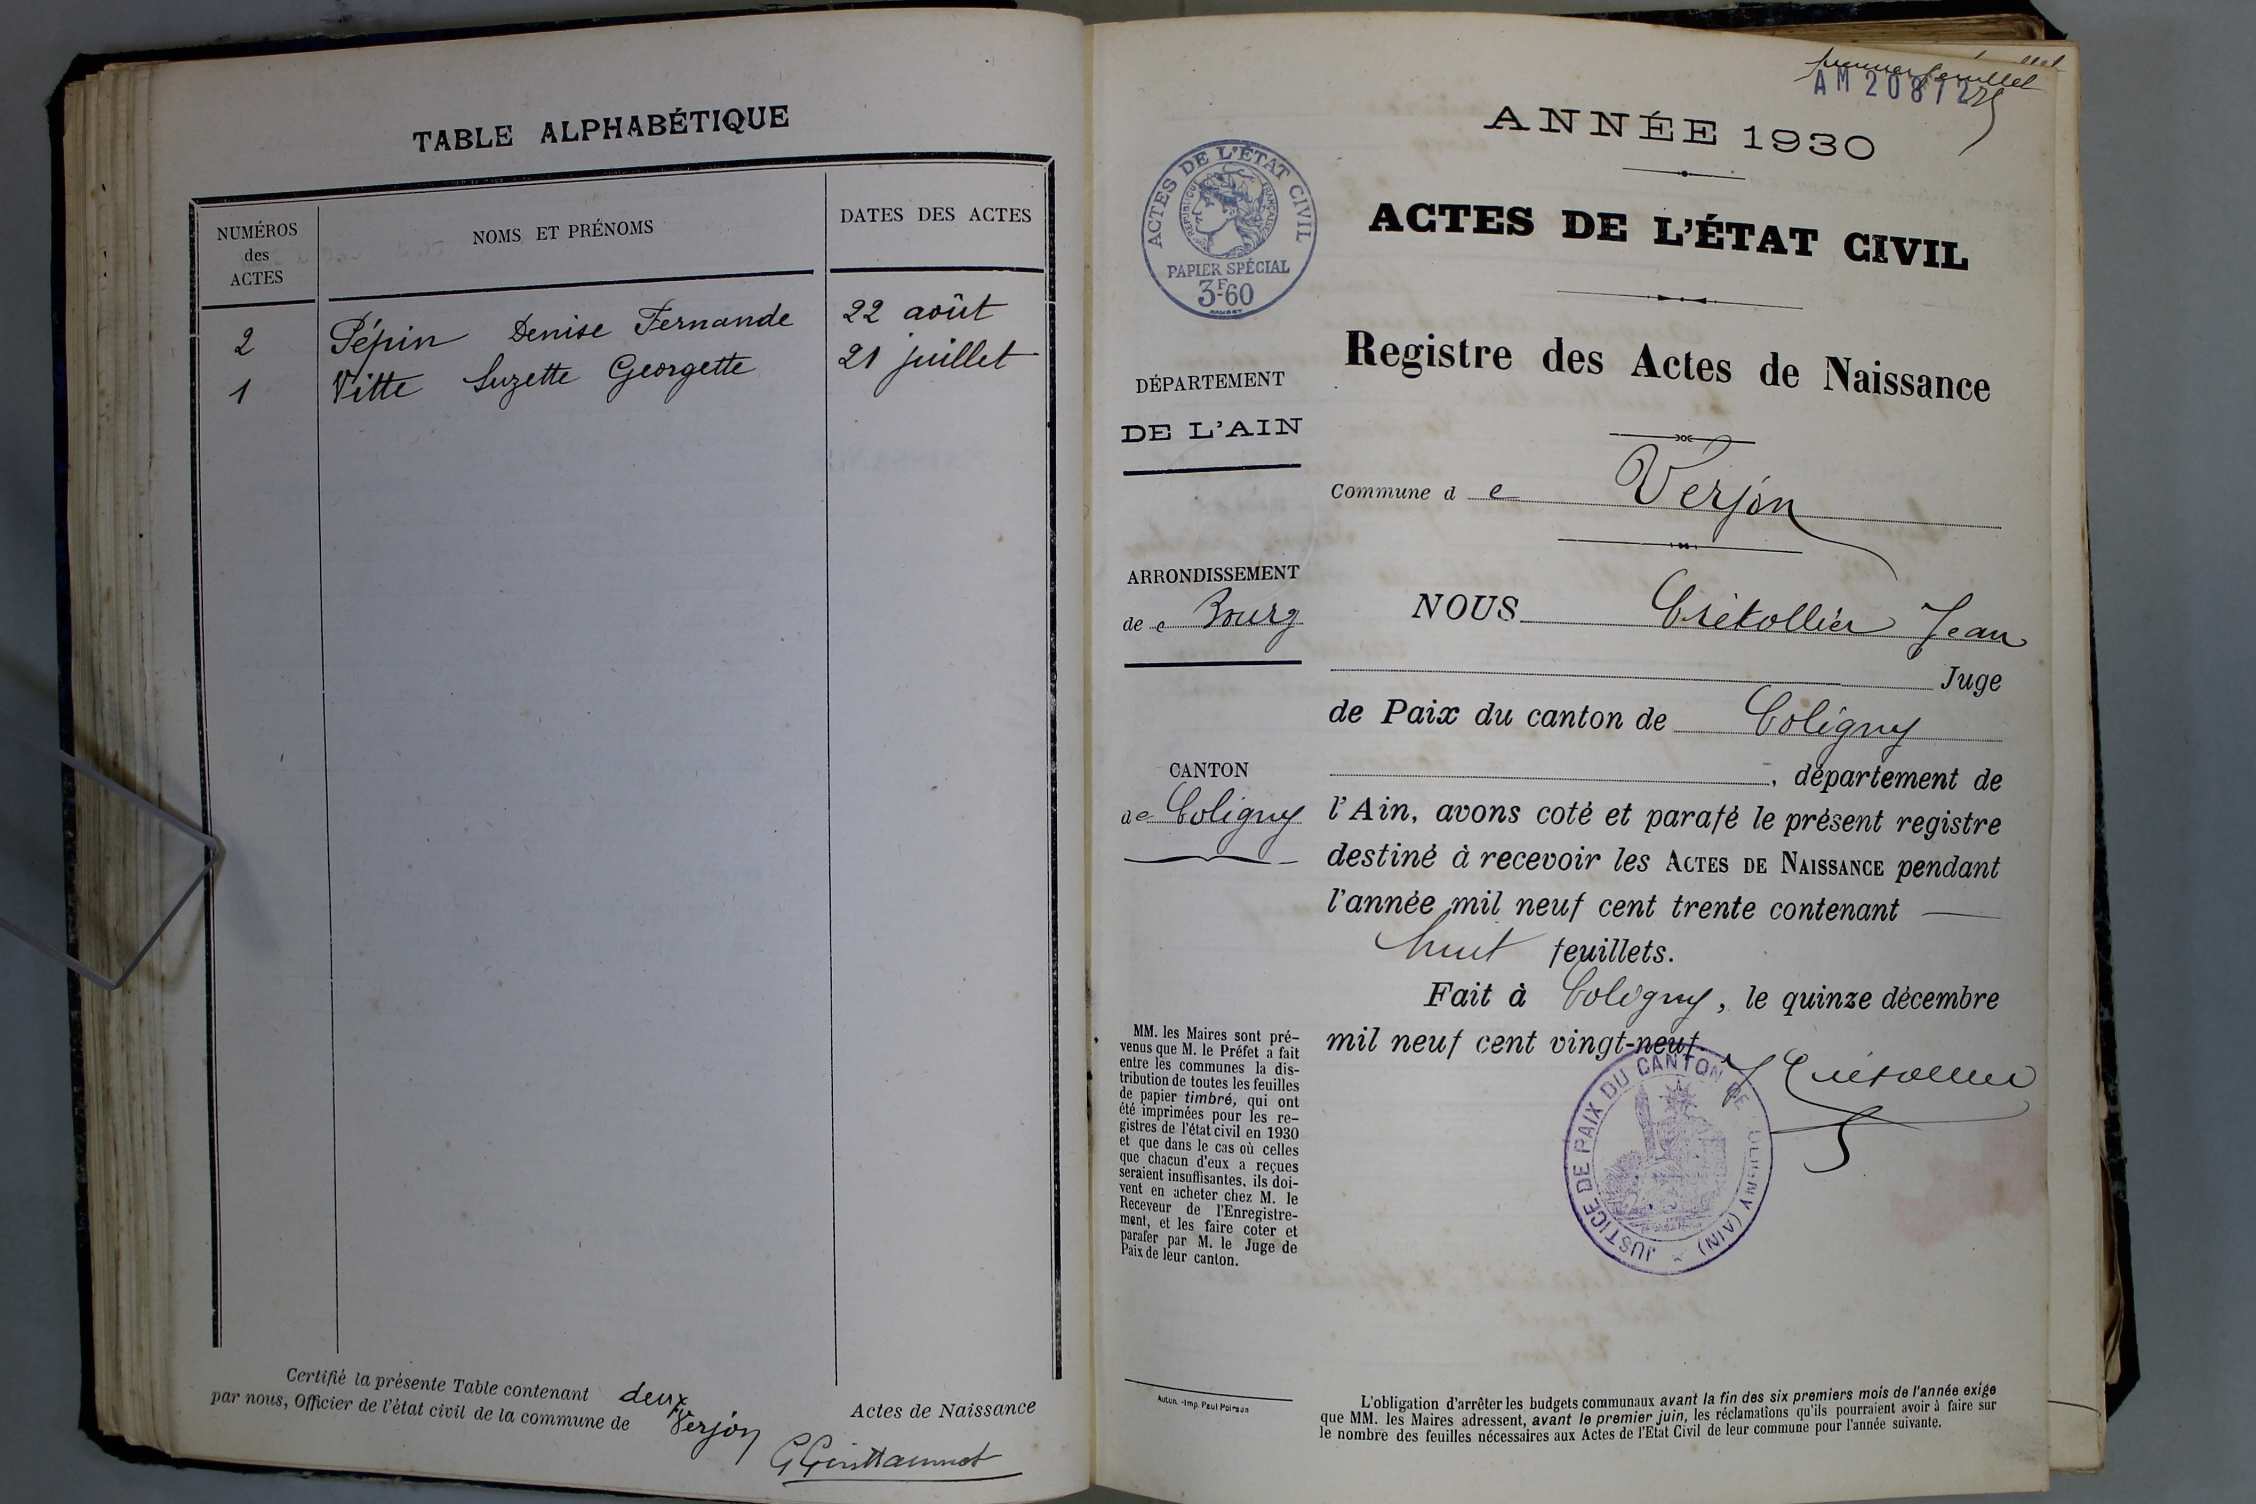 TABLE ALPHABÉTIQUE
NUMÉROS
des
ACTES
NOMS ET PRÉNOMS
DATES DES ACTES
2 Pépin Denise Fernande 22 août
1 Vitte Suzette Georgette 21 juillet
Certifié la présente Table contenant deux Actes de Naissance
par nous, Officier de l'état civil de la commune de Verjon
premier feuillet
AM 20872
ANNÉE 1930
ACTES DE L'ÉTAT CIVIL
RÉPUBLIQUE FRANÇAISE
PAPIER SPÉCIAL
3F60
ACTES DE L'ÉTAT CIVIL
Registre des Actes de Naissance
DÉPARTEMENT
DE L'AIN
Commune de Verjon
ARRONDISSEMENT
de e Bourg
CANTON
de Coligny
NOUS Crétollier Jean
Juge
de Paix du canton de Coligny
, département de
l'Ain, avons coté et parafé le présent registre
destiné à recevoir les ACTES DE NAISSANCE pendant
l'année mil neuf cent trente contenant
huit feuillets.
Fait à Coligny, le quinze décembre
mil neuf cent vingt-neuf.
JUSTICE DE PAIX DU CANTON DE COLIGNY (AIN)
MM. les Maires sont pré-
venus que M. le Préfet a fait
entre les communes la dis-
tribution de toutes les feuilles
de papier timbré, qui ont
été imprimées pour les re-
gistres de l'état civil en 1930
et que dans le cas où celles
que chacun d'eux a reçues
seraient insuffisantes, ils doi-
vent en acheter chez M. le
Receveur de l'Enregistre-
ment, et les faire coter et
parafer par M. le Juge de
Paix de leur canton.
Autun. -Imp. Paul Poirson
L'obligation d'arrêter les budgets communaux avant la fin des six premiers mois de l'année exige
que MM. les Maires adressent, avant le premier juin, les réclamations qu'ils pourraient avoir à faire sur
le nombre des feuilles nécessaires aux Actes de l'Etat Civil de leur commune pour l'année suivante.